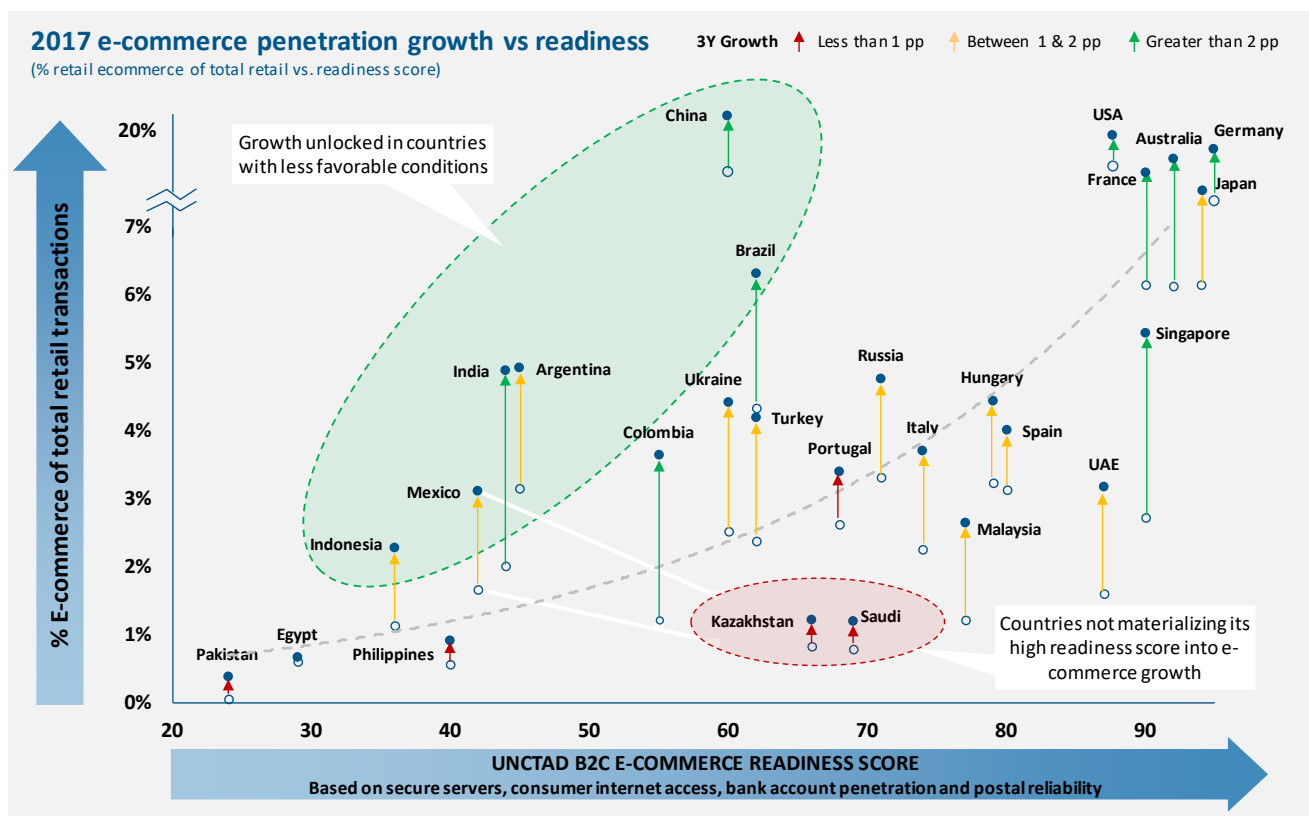 2017 e-commerce penetration growth vs readiness
(% retail ecommerce of total retail vs. readiness score)
3Y Growth
Less than 1 pp
Between 1 & 2 pp
Greater than 2 pp
% E-commerce of total retail transactions
20%
7%
6%
5%
4%
3%
2%
1%
0%
Growth unlocked in countries
with less favorable conditions
China
USA
Australia
Germany
France
Japan
Brazil
Singapore
Russia
India
Argentina
Ukraine
Hungary
Turkey
Colombia
Italy
Spain
Portugal
UAE
Mexico
Malaysia
Indonesia
Kazakhstan
Saudi
Egypt
Pakistan
Philippines
Countries not materializing its
high readiness score into e-
commerce growth
20
30
40
50
60
70
80
90
UNCTAD B2C E-COMMERCE READINESS SCORE
Based on secure servers, consumer internet access, bank account penetration and postal reliability